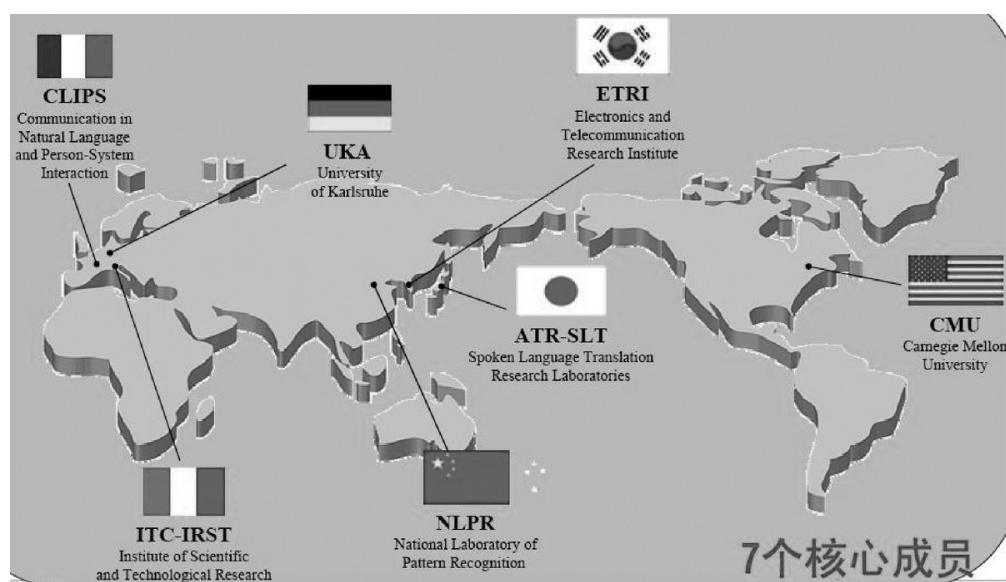 CLIPS
Communication in
Natural Language
and Person-System
Interaction
UKA
University
of Karlsruhe
ETRI
Electronics and
Telecommunication
Research Institute
ATR-SLT
Spoken Language Translation
Research Laboratories
CMU
Carnegie Mellon
University
ITC-IRST
Institute of Scientific
and Technological Research
NLPR
National Laboratory of
Pattern Recognition
7个核心成员